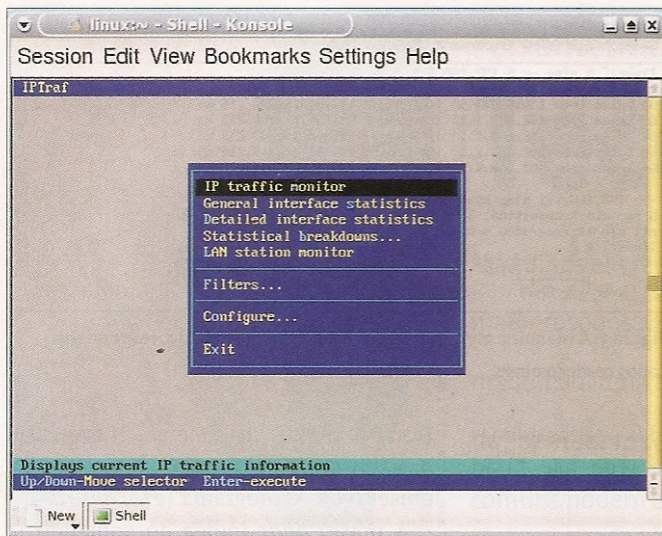 linux:~ - Shell - Konsole
Session Edit View Bookmarks Settings Help
IPTraf
IP traffic monitor
General interface statistics
Detailed interface statistics
Statistical breakdowns...
LAN station monitor
Filters...
Configure...
Exit
Displays current IP traffic information
Up/Down-Move selector Enter-execute
New Shell